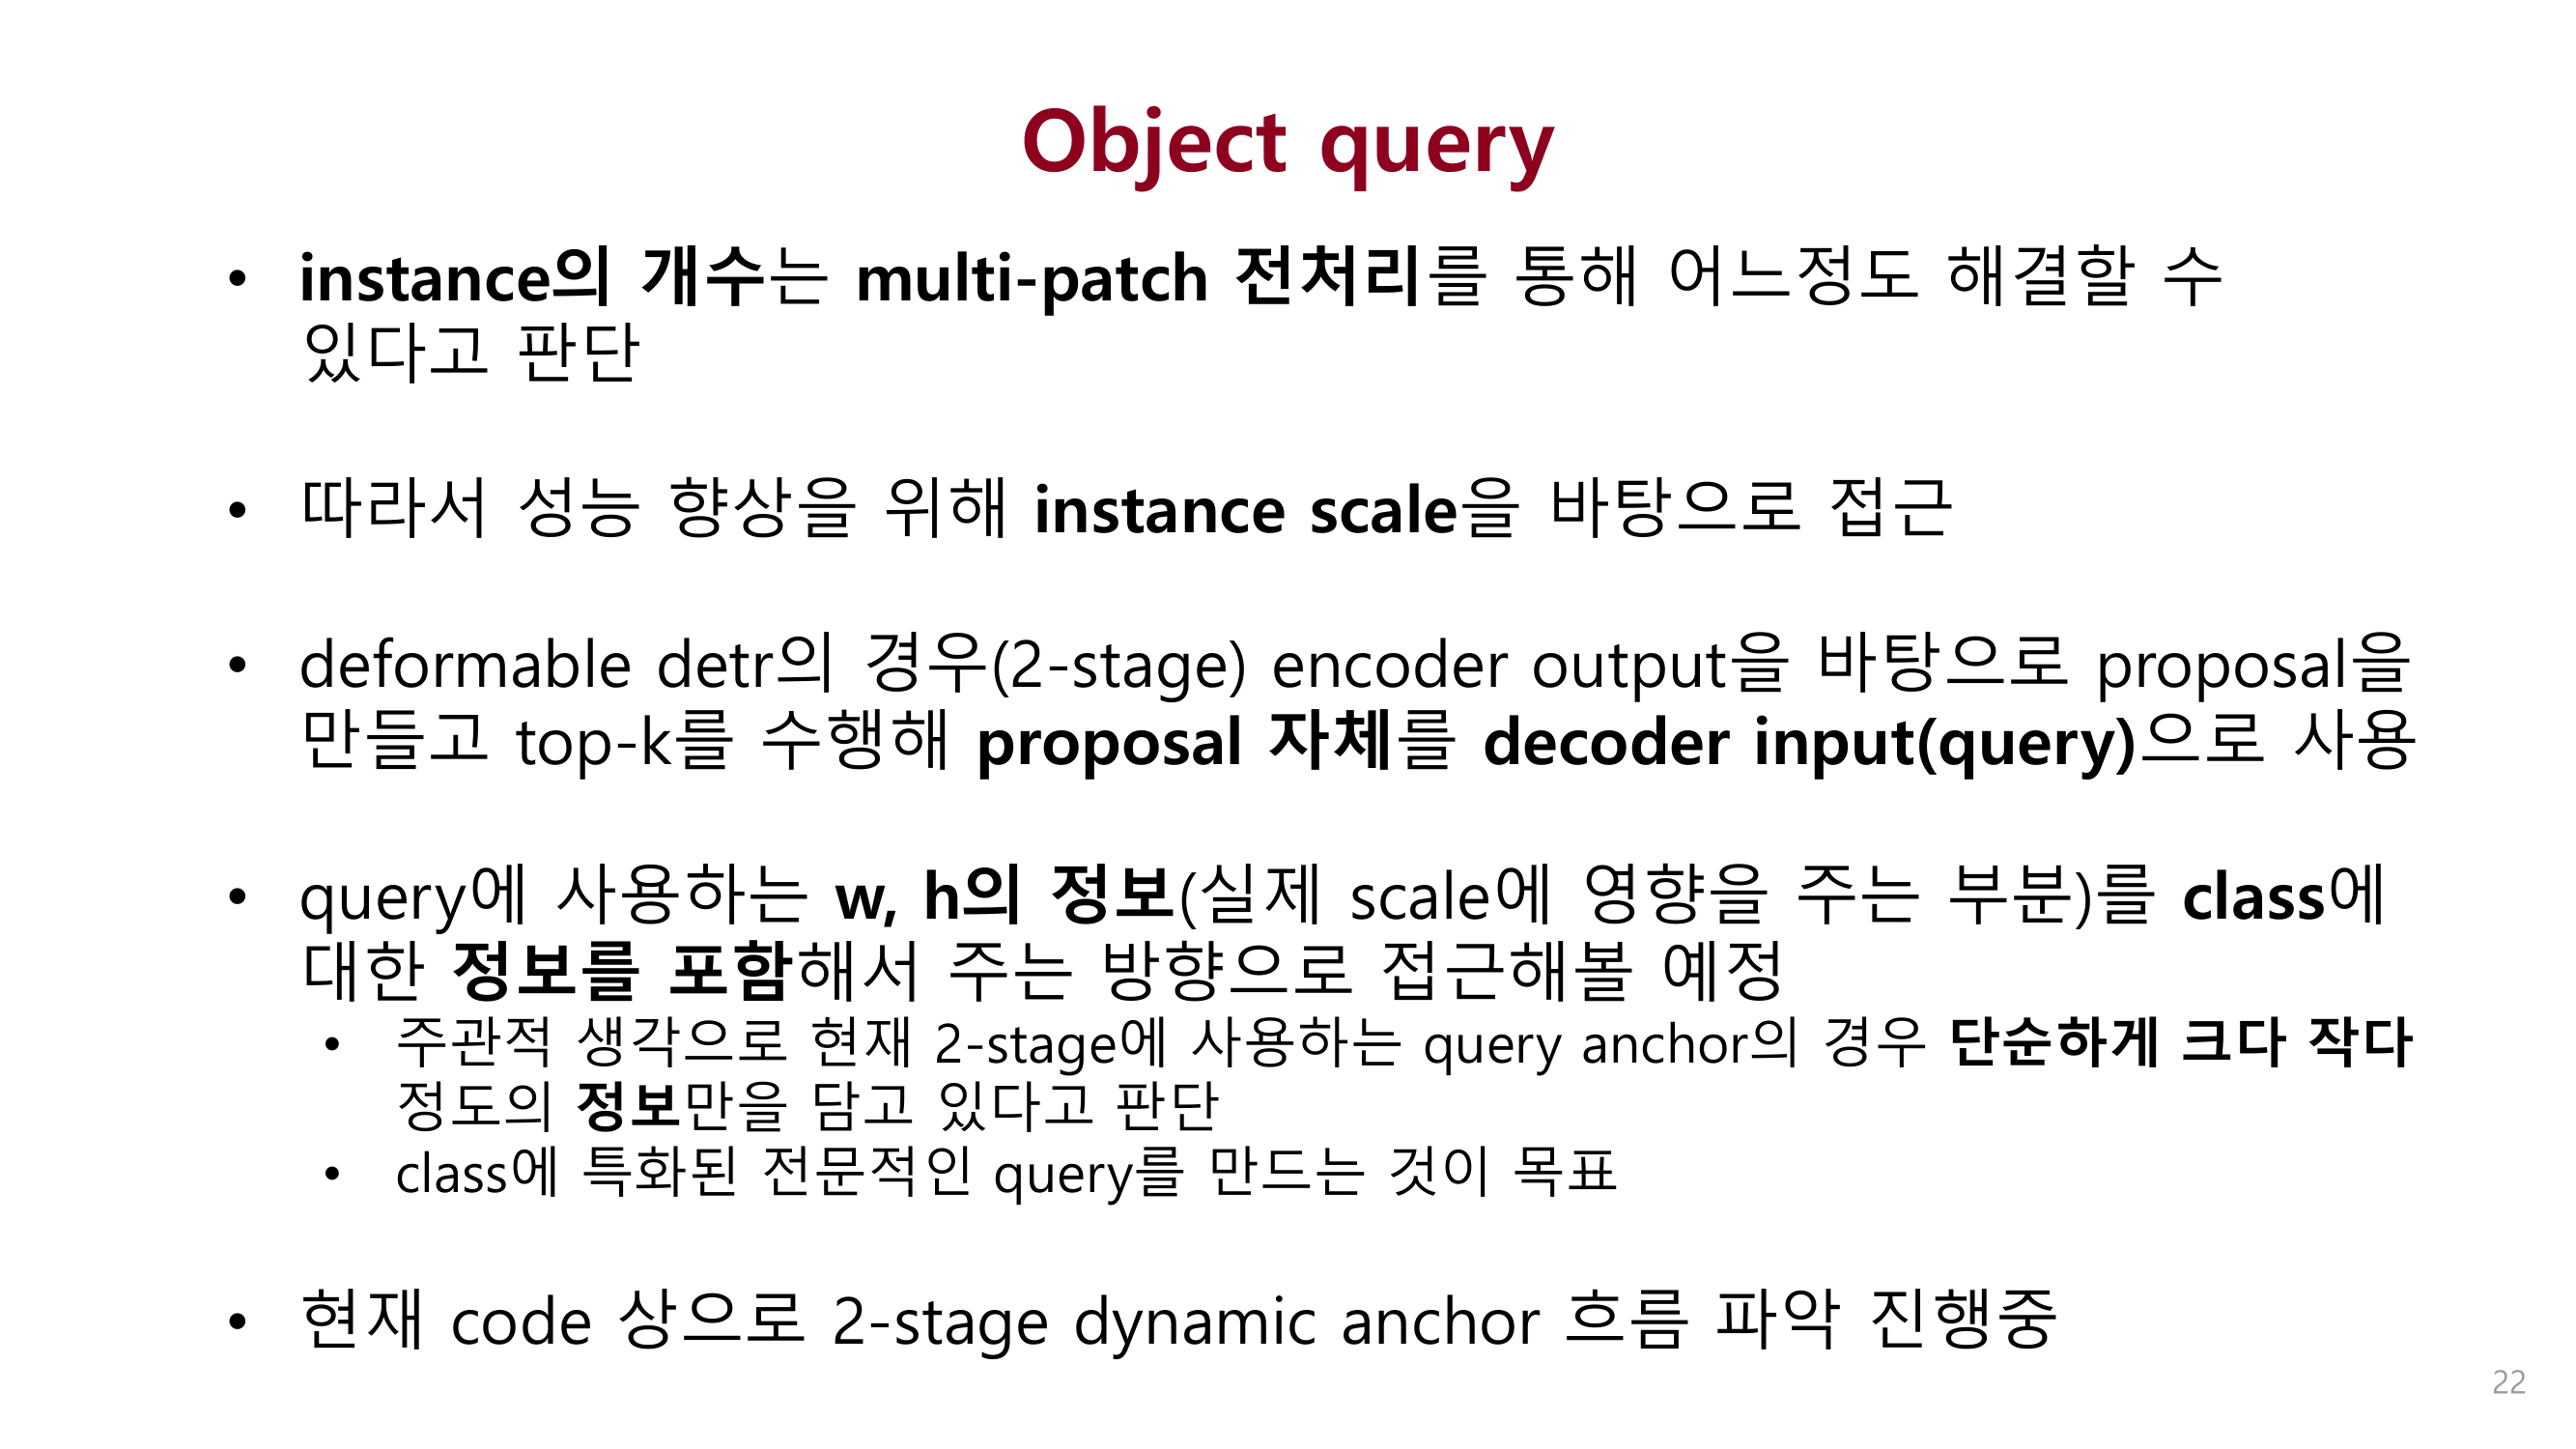 Object query
• instance의 개수는 multi-patch 전처리를 통해 어느정도 해결할 수
있다고 판단
• 따라서 성능 향상을 위해 instance scale을 바탕으로 접근
• deformable detr의 경우(2-stage) encoder output을 바탕으로 proposal을
만들고 top-k를 수행해 proposal 자체를 decoder input(query)으로 사용
• query에 사용하는 w, h의 정보(실제 scale에 영향을 주는 부분)를 class에
대한 정보를 포함해서 주는 방향으로 접근해볼 예정
• 주관적 생각으로 현재 2-stage에 사용하는 query anchor의 경우 단순하게 크다 작다
정도의 정보만을 담고 있다고 판단
• class에 특화된 전문적인 query를 만드는 것이 목표
• 현재 code 상으로 2-stage dynamic anchor 흐름 파악 진행중
22